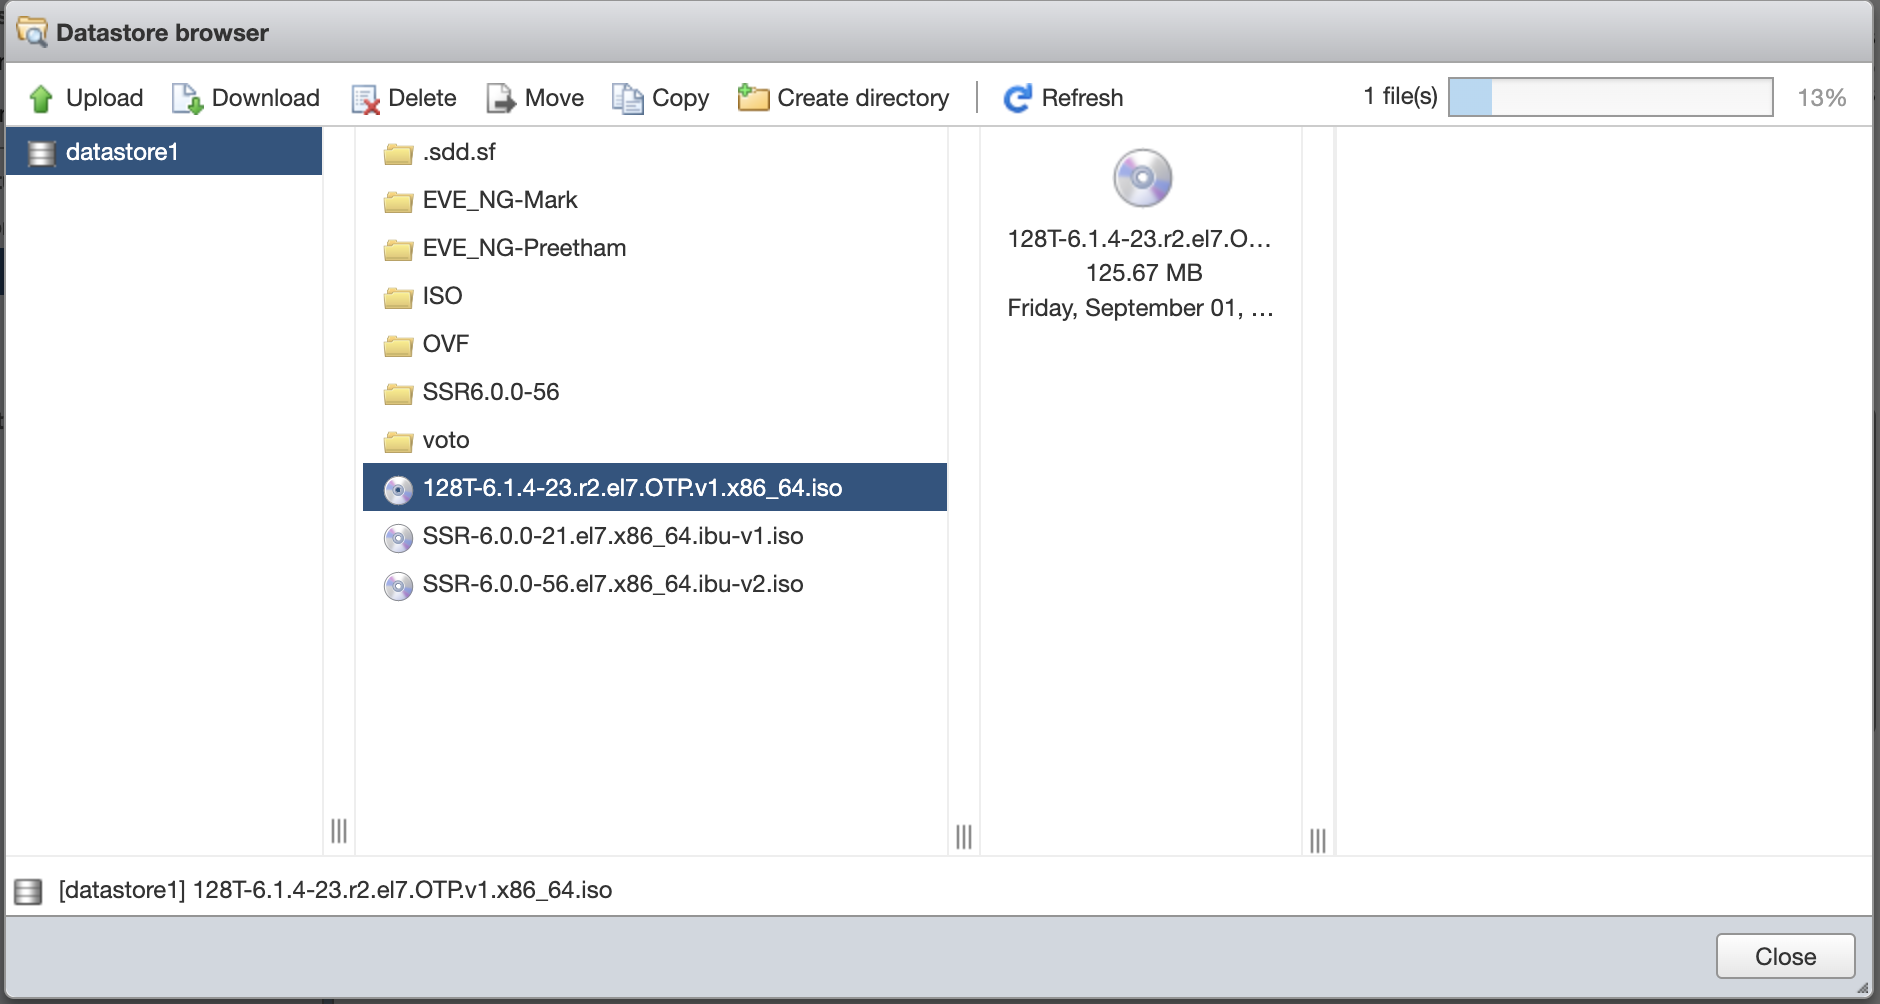 Datastore browser
Upload Download Delete Move Copy Create directory Refresh 1 file(s) 13%
datastore1
.sdd.sf
EVE_NG-Mark
EVE_NG-Preetham
ISO
OVF
SSR6.0.0-56
voto
128T-6.1.4-23.r2.el7.OTP.v1.x86_64.iso
SSR-6.0.0-21.el7.x86_64.ibu-v1.iso
SSR-6.0.0-56.el7.x86_64.ibu-v2.iso
128T-6.1.4-23.r2.el7.O...
125.67 MB
Friday, September 01, ...
[datastore1] 128T-6.1.4-23.r2.el7.OTP.v1.x86_64.iso
Close